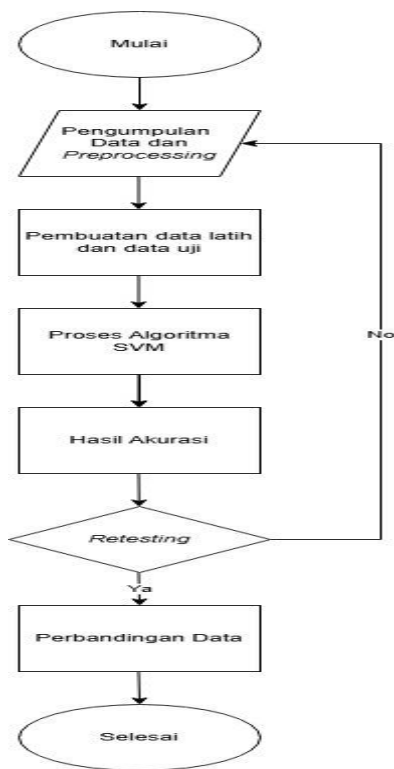 Mulai
Pengumpulan
Data dan
Preprocessing
Pembuatan data latih
dan data uji
Proses Algoritma
SVM
No
Hasil Akurasi
Retesting
Ya
Perbandingan Data
Selesai